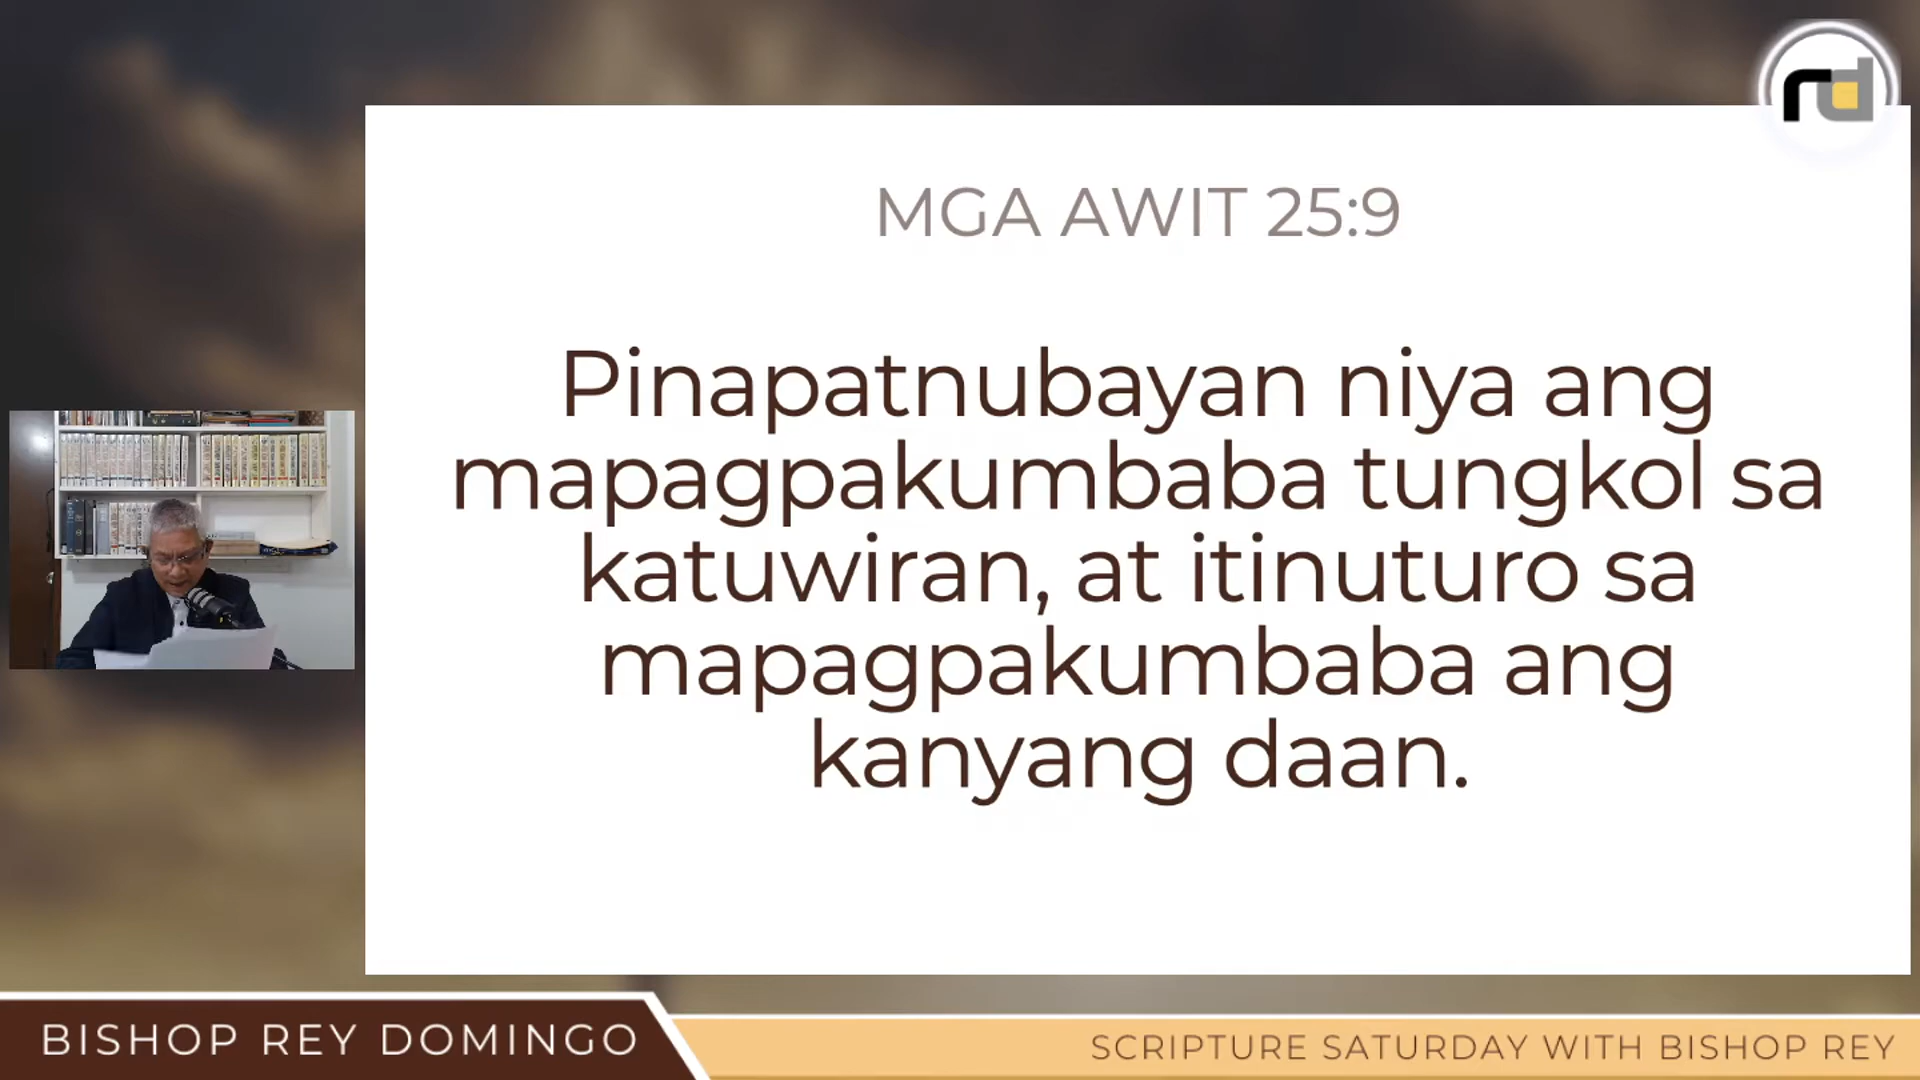 rd
MGA AWIT 25:9
Pinapatnubayan niya ang
mapagpakumbaba tungkol sa
katuwiran, at itinuturo sa
mapagpakumbaba ang
kanyang daan.
BISHOP REY DOMINGO
SCRIPTURE SATURDAY WITH BISHOP REY